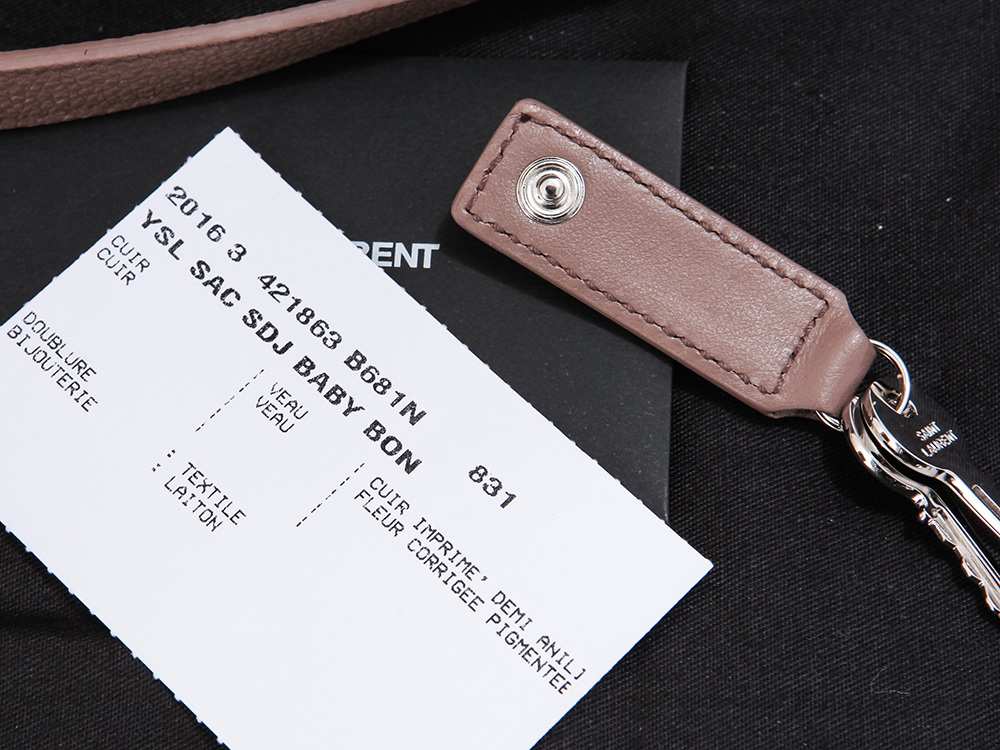 2016 3 421863 B681N 831
YSL SAC SDJ BABY BON
CUIR VEAU CUIR IMPRIME' DEMI
CUIR VEAU FLEUR CORRIGEE PIGMENTEE
DOUBLURE : TEXTILE
BIJOUTERIE : LAITON
RENT
SAINT
LAURENT